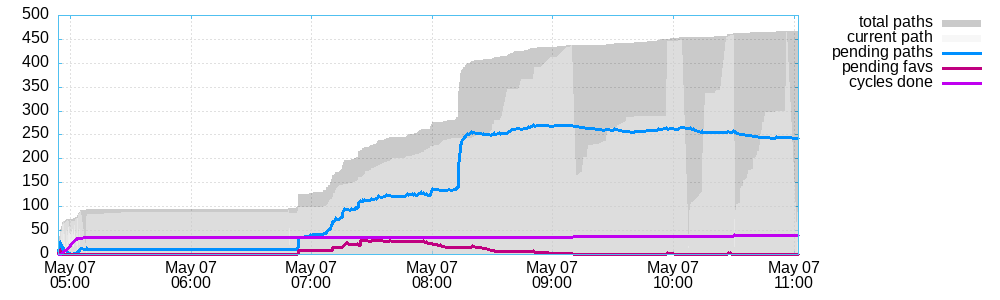 500
450
400
350
300
250
200
150
100
50
0
May 07
05:00
May 07
06:00
May 07
07:00
May 07
08:00
May 07
09:00
May 07
10:00
May 07
11:00
total paths
current path
pending paths
pending favs
cycles done